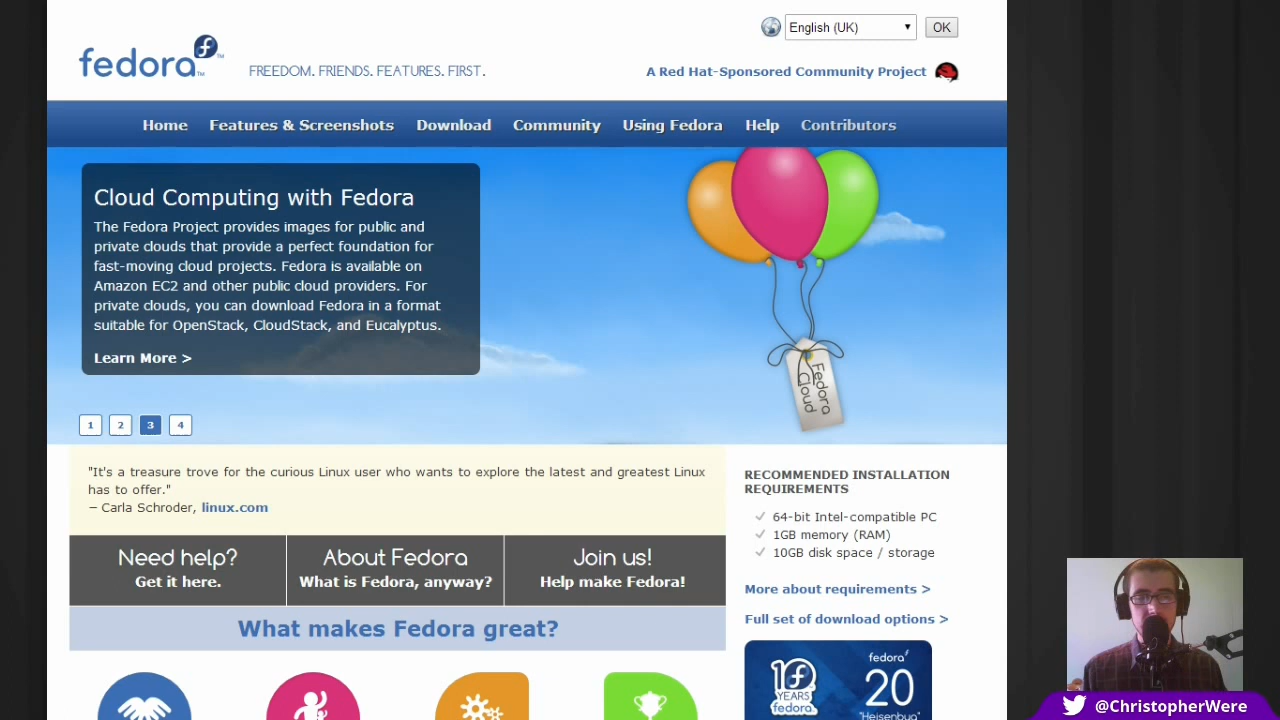 English (UK)
OK
fedora
FREEDOM. FRIENDS. FEATURES. FIRST.
A Red Hat-Sponsored Community Project
Home
Features & Screenshots
Download
Community
Using Fedora
Help
Contributors
Cloud Computing with Fedora
The Fedora Project provides images for public and
private clouds that provide a perfect foundation for
fast-moving cloud projects. Fedora is available on
Amazon EC2 and other public cloud providers. For
private clouds, you can download Fedora in a format
suitable for OpenStack, CloudStack, and Eucalyptus.
Learn More >
Fedora
Cloud
1 2 3 4
"It's a treasure trove for the curious Linux user who wants to explore the latest and greatest Linux
has to offer."
— Carla Schroder, linux.com
Need help?
Get it here.
About Fedora
What is Fedora, anyway?
Join us!
Help make Fedora!
What makes Fedora great?
RECOMMENDED INSTALLATION
REQUIREMENTS
64-bit Intel-compatible PC
1GB memory (RAM)
10GB disk space / storage
More about requirements >
Full set of download options >
10
YEARS
fedora
fedora
20
"Heisenbug"
@ChristopherWere